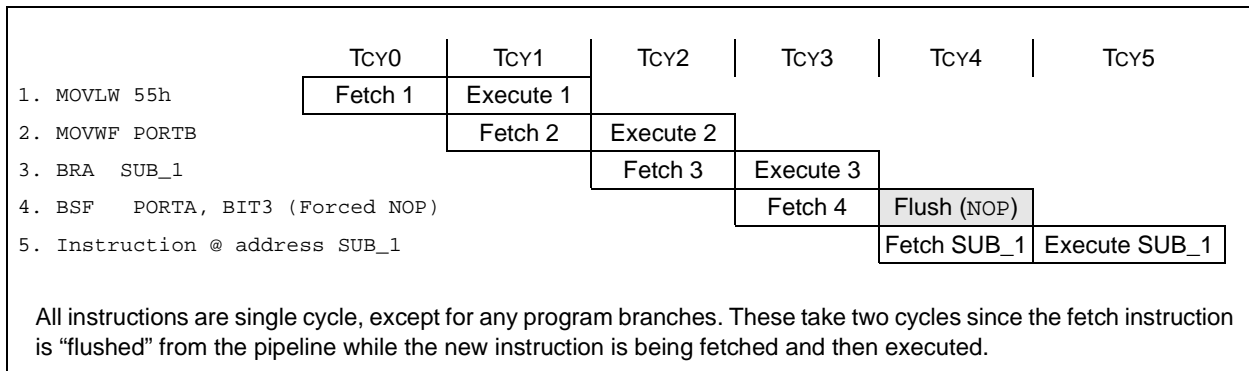 TCY0 TCY1 TCY2 TCY3 TCY4 TCY5
1. MOVLW 55h Fetch 1 Execute 1
2. MOVWF PORTB Fetch 2 Execute 2
3. BRA SUB_1 Fetch 3 Execute 3
4. BSF PORTA, BIT3 (Forced NOP) Fetch 4 Flush (NOP)
5. Instruction @ address SUB_1 Fetch SUB_1 Execute SUB_1
All instructions are single cycle, except for any program branches. These take two cycles since the fetch instruction
is “flushed” from the pipeline while the new instruction is being fetched and then executed.